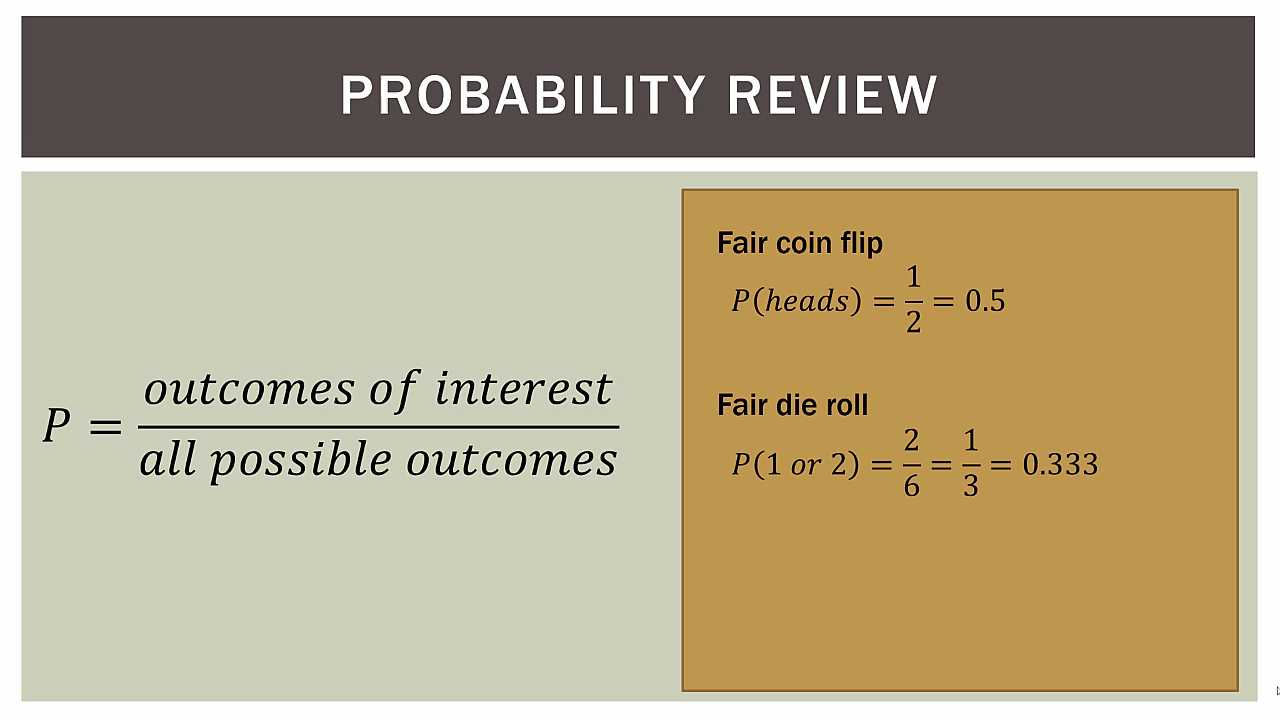 PROBABILITY REVIEW
P = outcomes of interest / all possible outcomes
Fair coin flip
P(heads) = 1/2 = 0.5
Fair die roll
P(1 or 2) = 2/6 = 1/3 = 0.333